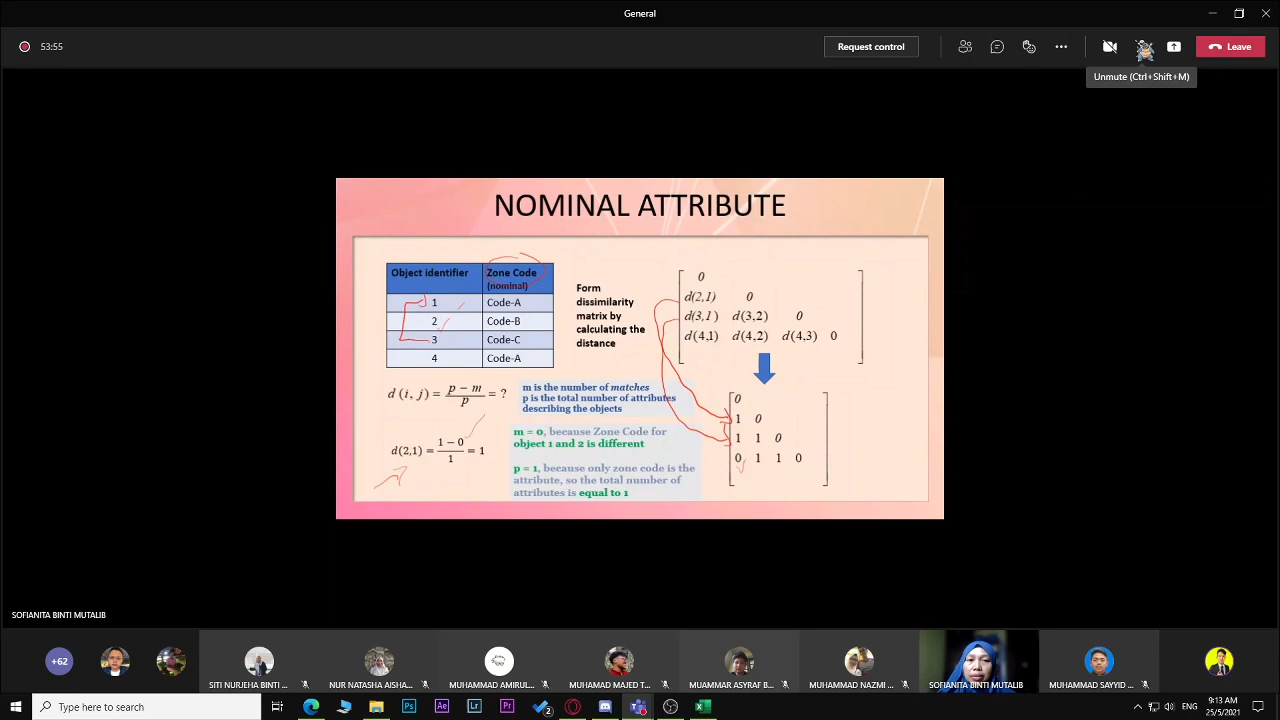 General
53:55
Request control
Leave
Unmute (Ctrl+Shift+M)
NOMINAL ATTRIBUTE
Object identifier Zone Code (nominal)
1 Code-A
2 Code-B
3 Code-C
4 Code-A
Form
dissimilarity
matrix by
calculating the
distance
0
d(2,1) 0
d(3,1) d(3,2) 0
d(4,1) d(4,2) d(4,3) 0
d (i, j) = p − m / p = ?
m is the number of matches
p is the total number of attributes
describing the objects
d(2,1) = 1−0 / 1 = 1
m = 0, because Zone Code for
object 1 and 2 is different
p = 1, because only zone code is the
attribute, so the total number of
attributes is equal to 1
0
1 0
1 1 0
0 1 1 0
SOFIANITA BINTI MUTALIB
+62
SITI NURJEHA BINTI ...
NUR NATASHA AISHA...
MUHAMMAD AMIRUL...
MUHAMAD MAJED T...
MUAMMAR ASYRAF B...
MUHAMMAD NAZMI ...
SOFIANITA BINTI MUTALIB
MUHAMMAD SAYYID ...
Type here to search
Ps
Ae
Lr
Pr
2
ENG
9:13 AM
25/5/2021